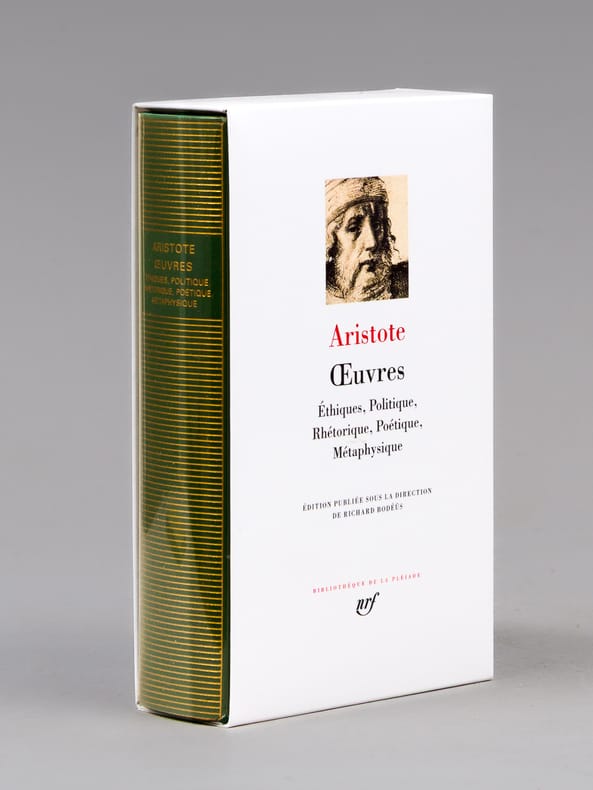 ARISTOTE
ŒUVRES
ÉTHIQUES, POLITIQUE
RHÉTORIQUE, POÉTIQUE,
MÉTAPHYSIQUE
Aristote
Œuvres
Éthiques, Politique,
Rhétorique, Poétique,
Métaphysique
ÉDITION PUBLIÉE SOUS LA DIRECTION
DE RICHARD BODÉÜS
BIBLIOTHÈQUE DE LA PLÉIADE
nrf